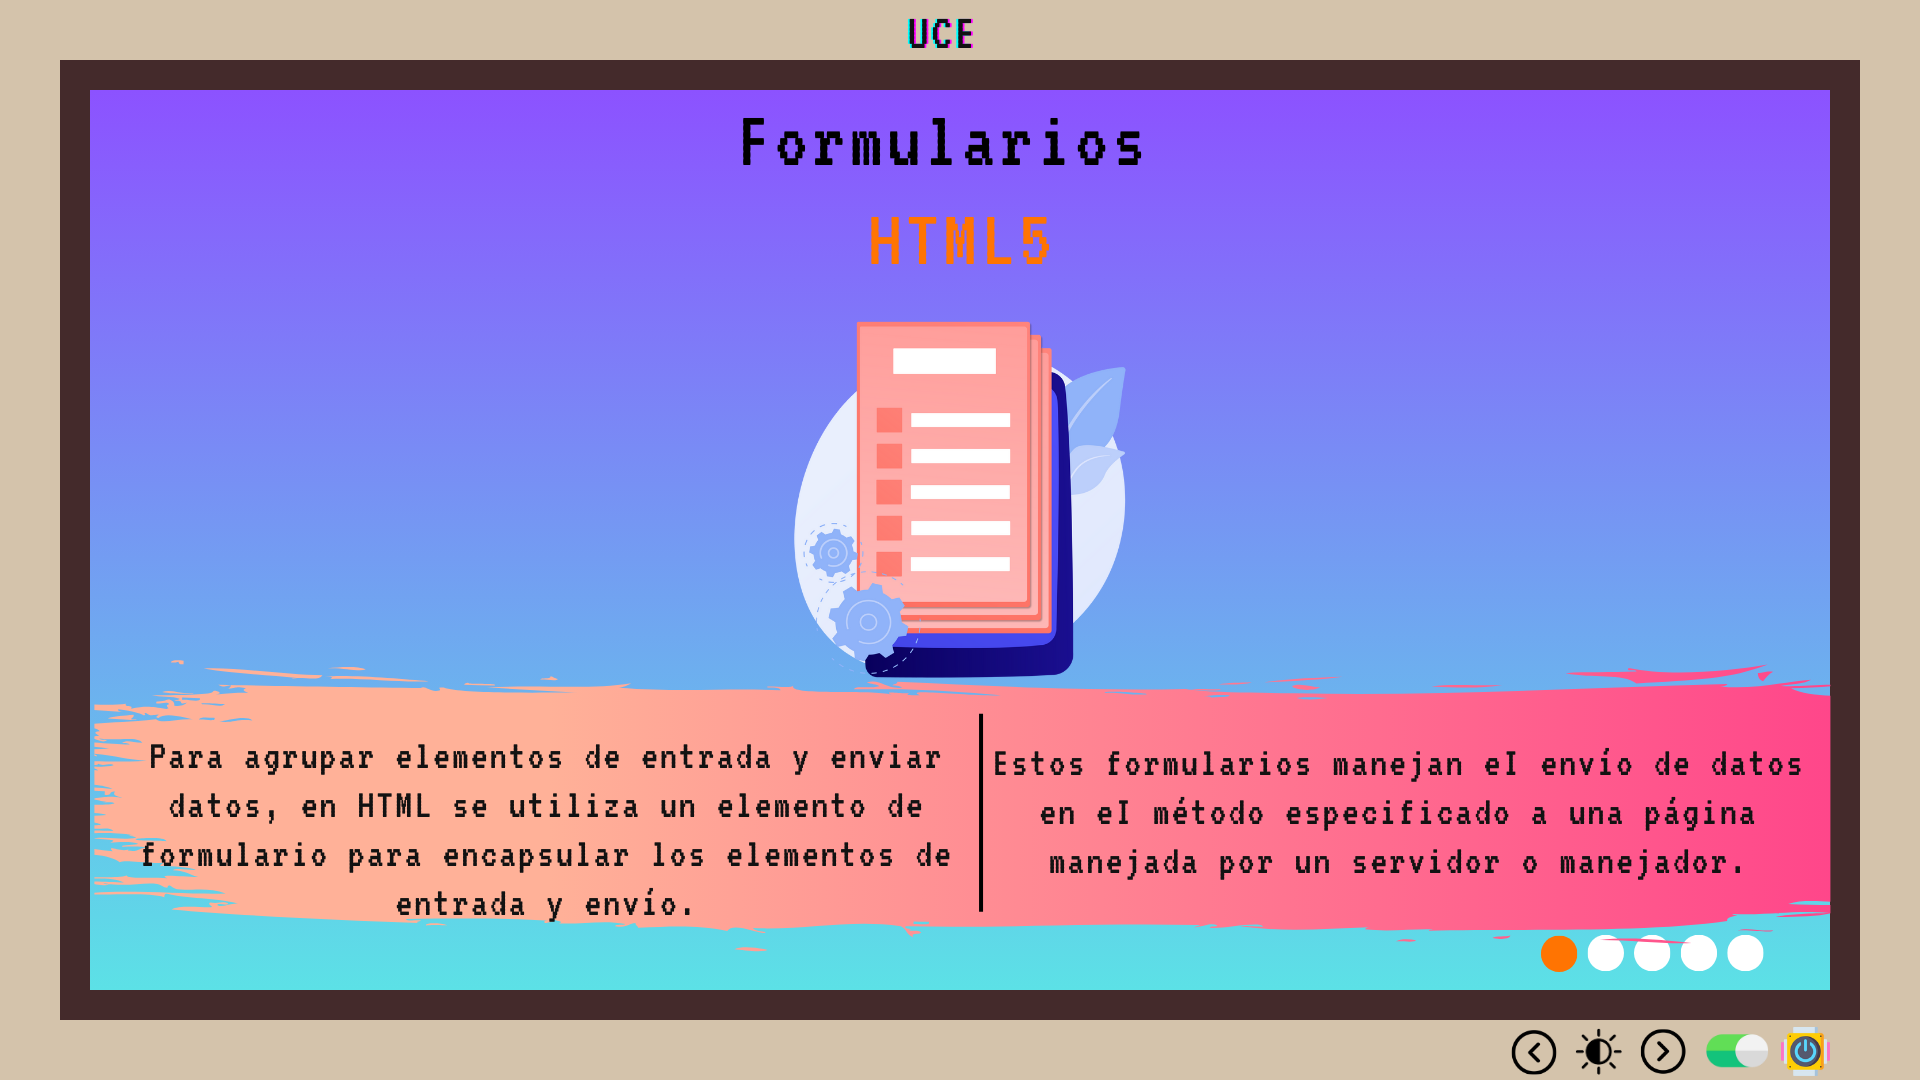 UCE
Formularios
HTML5
Para agrupar elementos de entrada y enviar
datos, en HTML se utiliza un elemento de
formulario para encapsular los elementos de
entrada y envío.
Estos formularios manejan eI envío de datos
en eI método especificado a una página
manejada por un servidor o manejador.